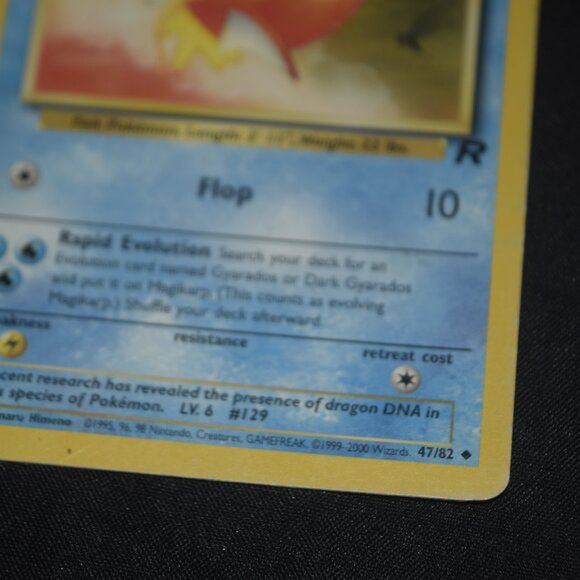 Fish Pokémon. Length: 2' 11", Weight: 22 lbs.
R
Flop 10
Rapid Evolution Search your deck for an
Evolution card named Gyarados or Dark Gyarados
and put it on Magikarp. (This counts as evolving
Magikarp.) Shuffle your deck afterward.
eakness resistance retreat cost
cent research has revealed the presence of dragon DNA in
s species of Pokémon. LV. 6 #129
maru Himeno ©1995, 96, 98 Nintendo, Creatures, GAMEFREAK. ©1999-2000 Wizards. 47/82